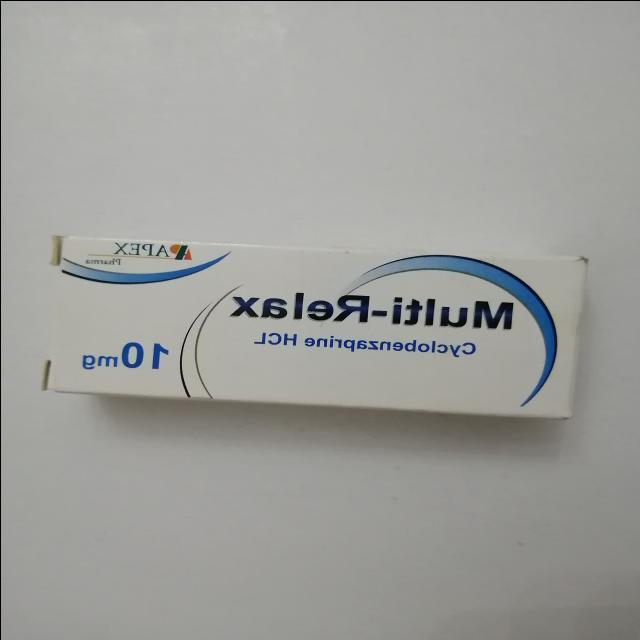 Multi-Relax
Cyclobenzaprine HCL
10mg
APEX
Pharma